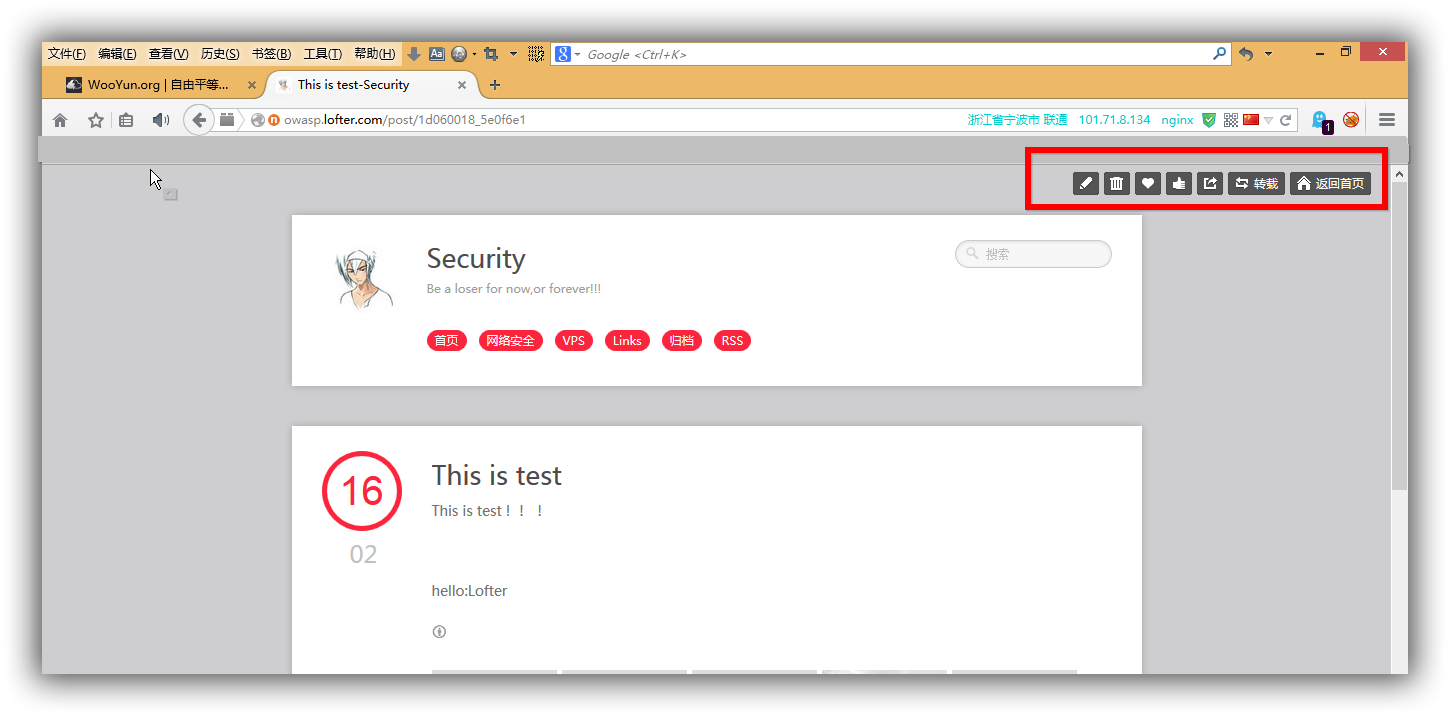 文件(F) 编辑(E) 查看(V) 历史(S) 书签(B) 工具(T) 帮助(H) Aa Google <Ctrl+K>
WooYun.org | 自由平等... This is test-Security
owasp.lofter.com/post/1d060018_5e0f6e1 浙江省宁波市 联通 101.71.8.134 nginx 1
转载 返回首页
Security 搜索
Be a loser for now,or forever!!!
首页 网络安全 VPS Links 归档 RSS
16 This is test
This is test！！！
02
hello:Lofter